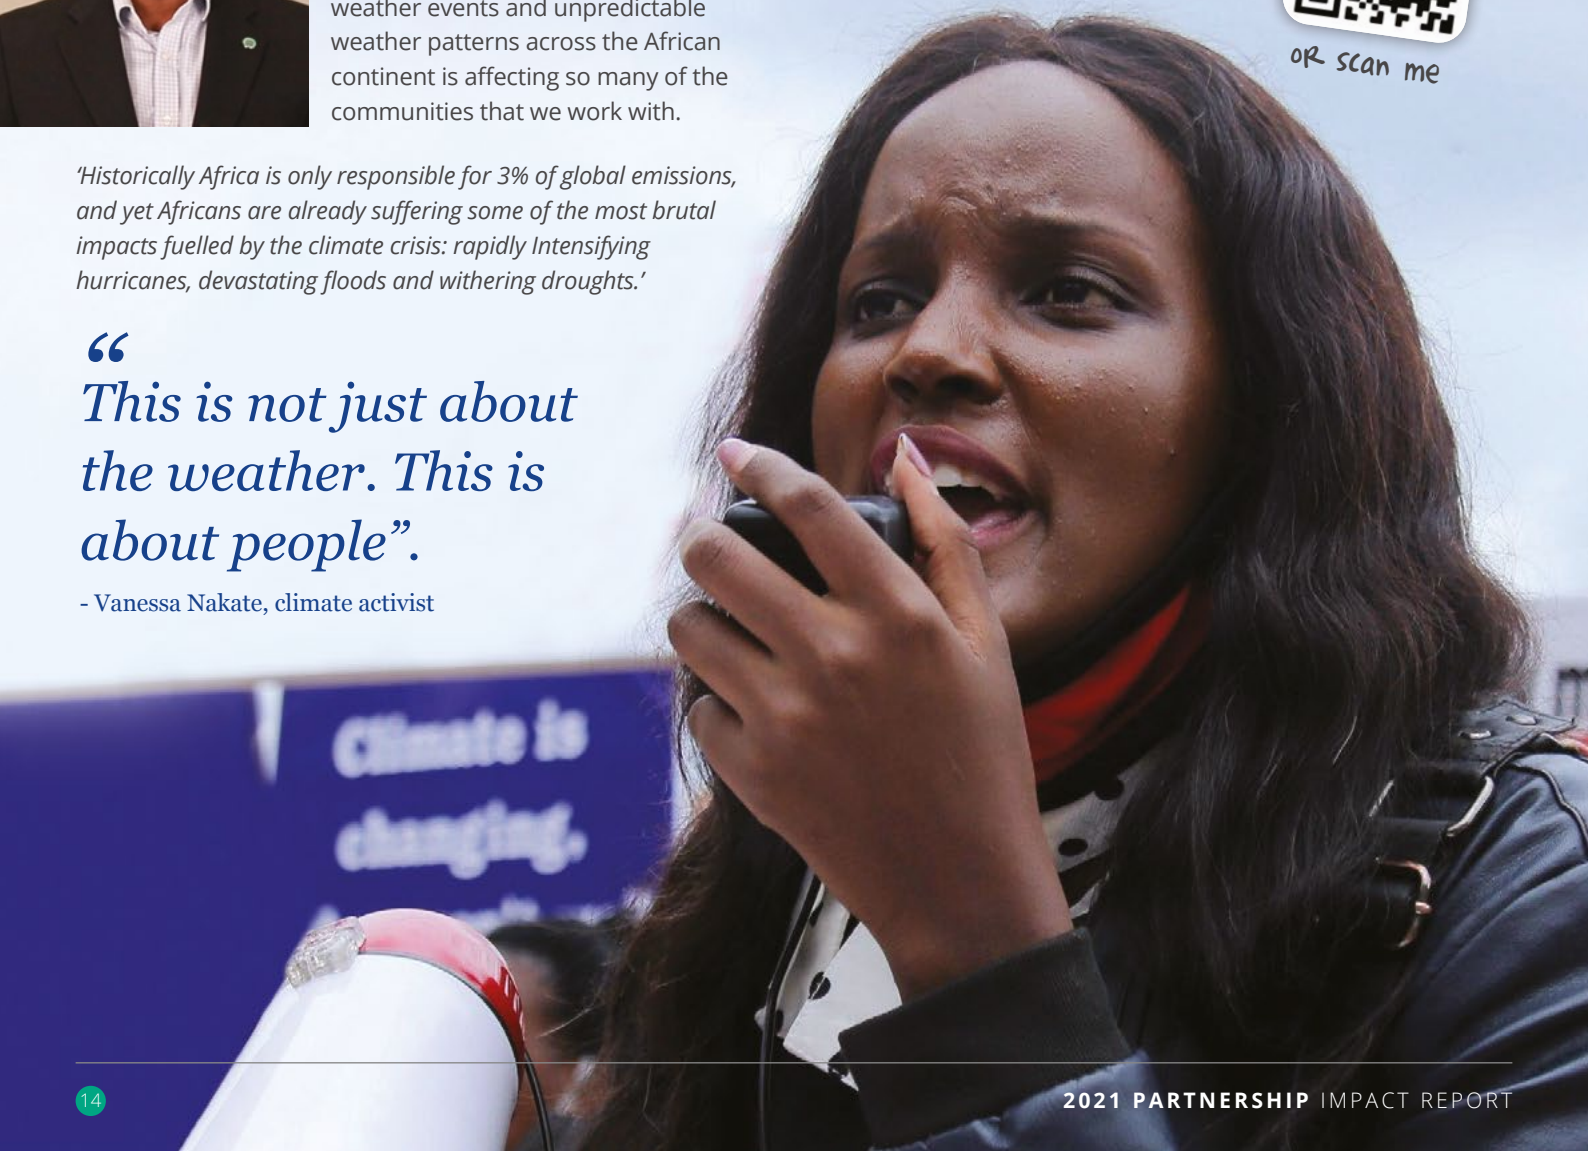 weather events and unpredictable
weather patterns across the African
continent is affecting so many of the
communities that we work with.
OR scan me
‘Historically Africa is only responsible for 3% of global emissions,
and yet Africans are already suffering some of the most brutal
impacts fuelled by the climate crisis: rapidly Intensifying
hurricanes, devastating floods and withering droughts.’
“
This is not just about
the weather. This is
about people”.
- Vanessa Nakate, climate activist
Climate is
changing,
14
2021 PARTNERSHIP IMPACT REPORT